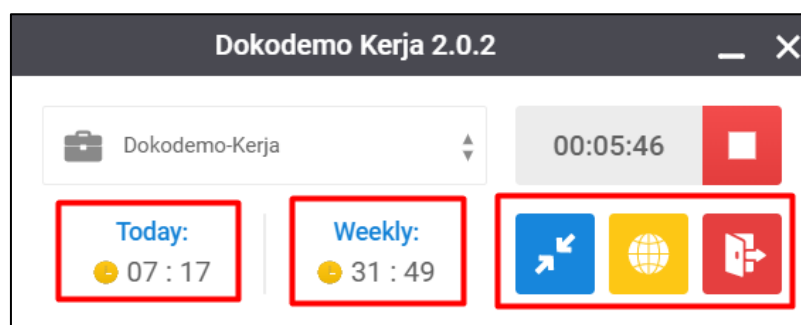 Dokodemo Kerja 2.0.2
Dokodemo-Kerja
00:05:46
Today:
07 : 17
Weekly:
31 : 49